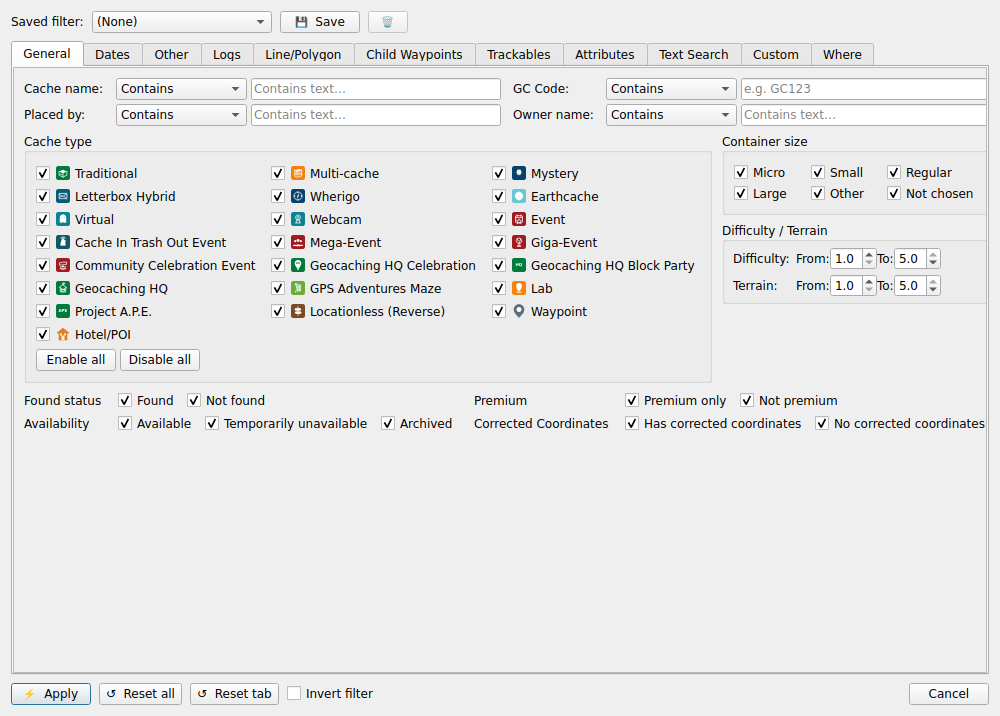 Saved filter: (None) Save
General Dates Other Logs Line/Polygon Child Waypoints Trackables Attributes Text Search Custom Where
Cache name: Contains Contains text... GC Code: Contains e.g. GC123
Placed by: Contains Contains text... Owner name: Contains Contains text...
Cache type Container size
Traditional Multi-cache Mystery Micro Small Regular
Letterbox Hybrid Wherigo Earthcache Large Other Not chosen
Virtual Webcam Event
Difficulty / Terrain
Cache In Trash Out Event Mega-Event Giga-Event
Difficulty: From: 1.0 To: 5.0
Community Celebration Event Geocaching HQ Celebration HQ Geocaching HQ Block Party
Terrain: From: 1.0 To: 5.0
Geocaching HQ GPS Adventures Maze Lab
APE Project A.P.E. Locationless (Reverse) Waypoint
Hotel/POI
Enable all Disable all
Found status Found Not found Premium Premium only Not premium
Availability Available Temporarily unavailable Archived Corrected Coordinates Has corrected coordinates No corrected coordinates
Apply Reset all Reset tab Invert filter Cancel